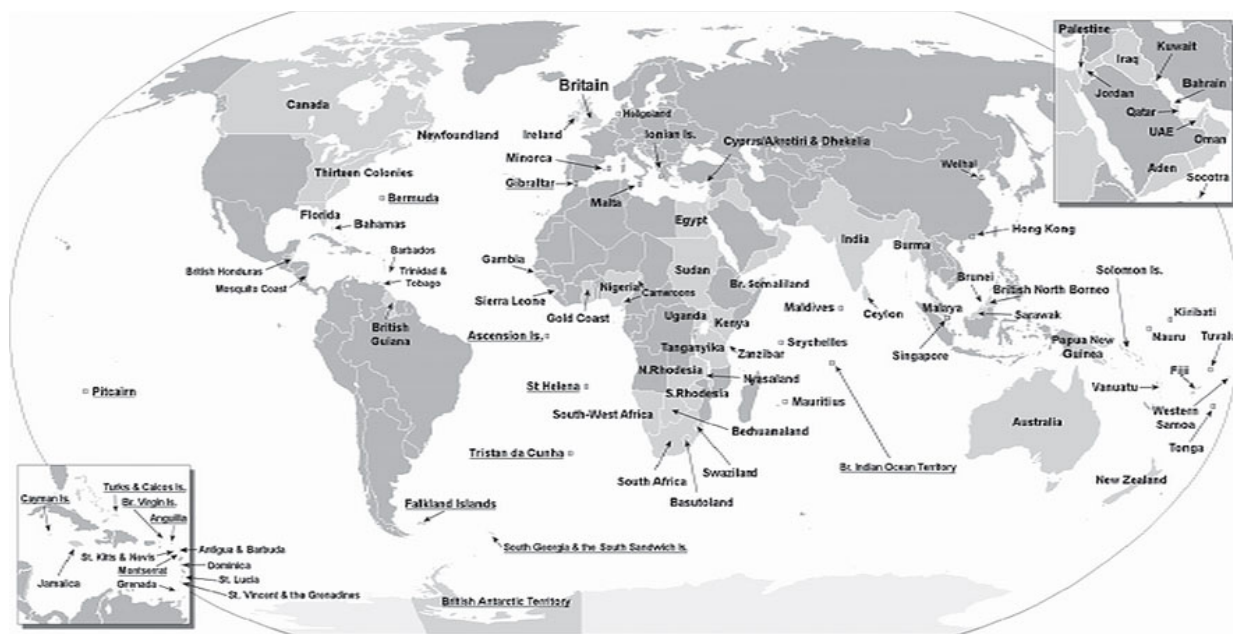 Palestine
Iraq
Kuwait
Jordan
Bahrain
Qatar
UAE
Oman
Aden
Socotra
Canada
Newfoundland
Britain
Heligoland
Ireland
Ionian Is.
Minorca
Cyprus/Akrotiri & Dhekelia
Gibraltar
Malta
Weihai
Thirteen Colonies
Bermuda
Florida
Bahamas
Egypt
India
Burma
Hong Kong
British Honduras
Mosquito Coast
Barbados
Trinidad &
Tobago
Gambia
Sudan
Br. Somaliland
Brunei
British North Borneo
Solomon Is.
Sierra Leone
Nigeria
Cameroons
Gold Coast
Maldives
Ceylon
Malaya
Sarawak
Kiribati
British
Guiana
Ascension Is.
Uganda
Kenya
Seychelles
Singapore
Papua New
Guinea
Nauru
Tuvalu
Tanganyika
Zanzibar
Pitcairn
St Helena
N.Rhodesia
Nyasaland
S.Rhodesia
Mauritius
Vanuatu
Fiji
Western
Samoa
Tonga
South-West Africa
Bechuanaland
Australia
Tristan da Cunha
South Africa
Swaziland
Basutoland
Br. Indian Ocean Territory
New Zealand
Falkland Islands
South Georgia & the South Sandwich Is.
British Antarctic Territory
Cayman Is.
Turks & Caicos Is.
Br. Virgin Is.
Anguilla
St. Kitts & Nevis
Antigua & Barbuda
Montserrat
Dominica
Jamaica
Grenada
St. Lucia
St. Vincent & the Grenadines